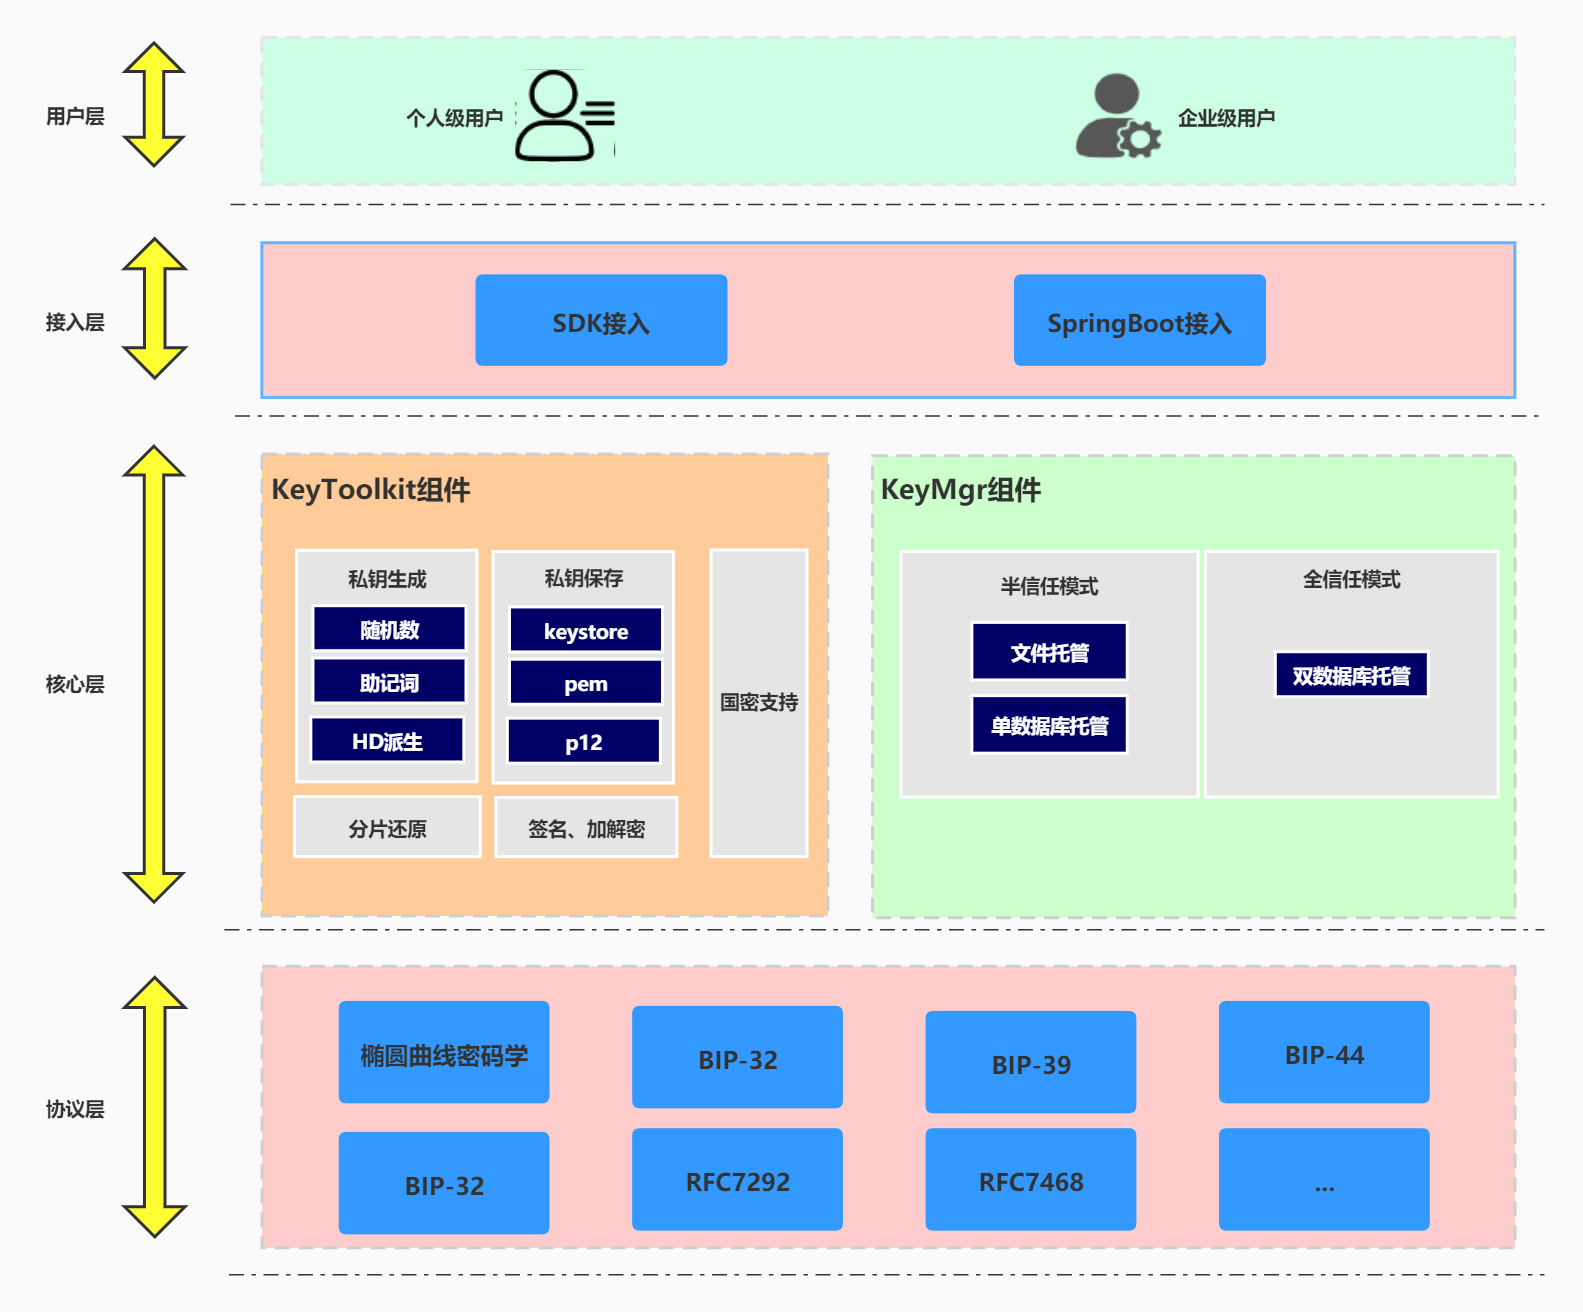 用户层
个人级用户
企业级用户
接入层
SDK接入
SpringBoot接入
核心层
KeyToolkit组件
私钥生成
随机数
助记词
HD派生
私钥保存
keystore
pem
p12
国密支持
分片还原
签名、加解密
KeyMgr组件
半信任模式
文件托管
单数据库托管
全信任模式
双数据库托管
协议层
椭圆曲线密码学
BIP-32
BIP-39
BIP-44
BIP-32
RFC7292
RFC7468
...